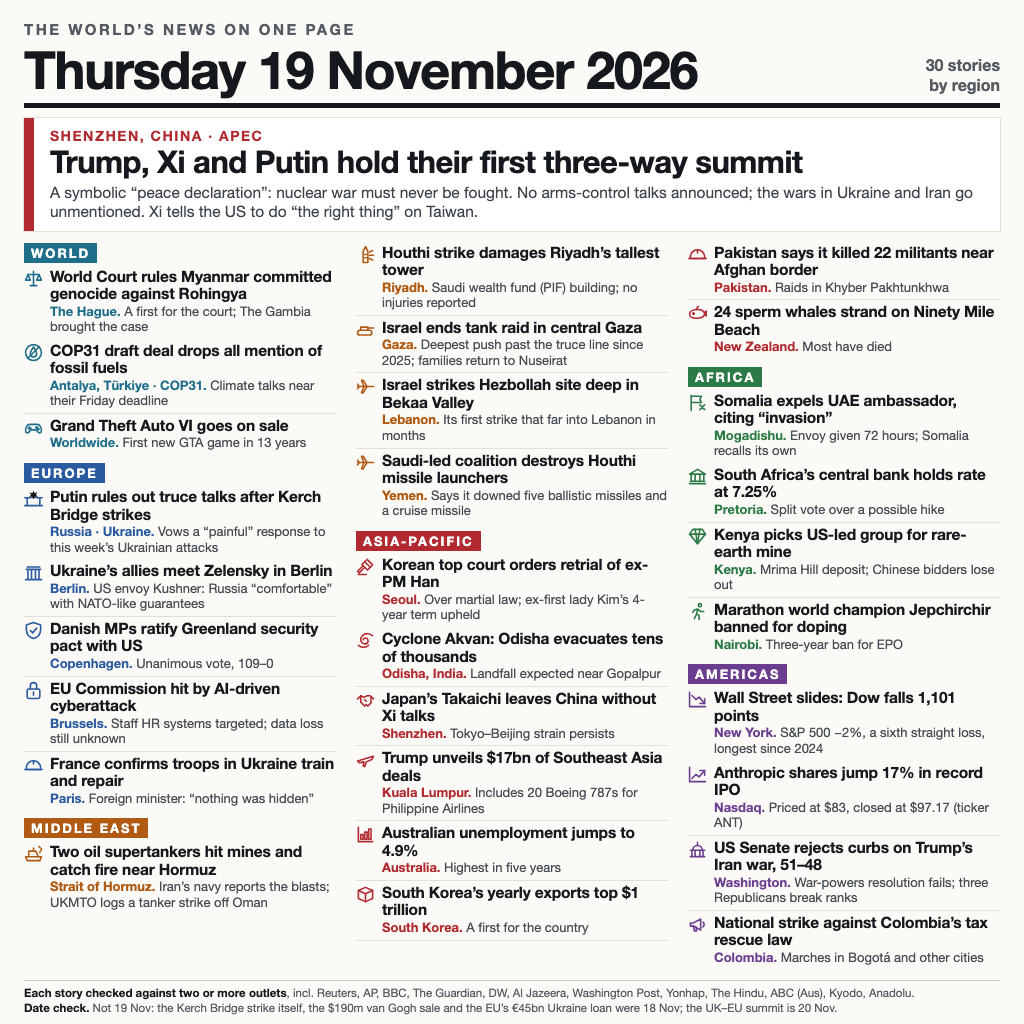 THE WORLD'S NEWS ON ONE PAGE
Thursday 19 November 2026
30 stories
by region
SHENZHEN, CHINA · APEC
Trump, Xi and Putin hold their first three-way summit
A symbolic “peace declaration”: nuclear war must never be fought. No arms-control talks announced; the wars in Ukraine and Iran go
unmentioned. Xi tells the US to do “the right thing” on Taiwan.
WORLD
World Court rules Myanmar committed
genocide against Rohingya
The Hague. A first for the court; The Gambia
brought the case
COP31 draft deal drops all mention of
fossil fuels
Antalya, Türkiye · COP31. Climate talks near
their Friday deadline
Grand Theft Auto VI goes on sale
Worldwide. First new GTA game in 13 years
EUROPE
Putin rules out truce talks after Kerch
Bridge strikes
Russia · Ukraine. Vows a “painful” response to
this week’s Ukrainian attacks
Ukraine’s allies meet Zelensky in Berlin
Berlin. US envoy Kushner: Russia “comfortable”
with NATO-like guarantees
Danish MPs ratify Greenland security
pact with US
Copenhagen. Unanimous vote, 109–0
EU Commission hit by AI-driven
cyberattack
Brussels. Staff HR systems targeted; data loss
still unknown
France confirms troops in Ukraine train
and repair
Paris. Foreign minister: “nothing was hidden”
MIDDLE EAST
Two oil supertankers hit mines and
catch fire near Hormuz
Strait of Hormuz. Iran’s navy reports the blasts;
UKMTO logs a tanker strike off Oman
Houthi strike damages Riyadh’s tallest
tower
Riyadh. Saudi wealth fund (PIF) building; no
injuries reported
Israel ends tank raid in central Gaza
Gaza. Deepest push past the truce line since
2025; families return to Nuseirat
Israel strikes Hezbollah site deep in
Bekaa Valley
Lebanon. Its first strike that far into Lebanon in
months
Saudi-led coalition destroys Houthi
missile launchers
Yemen. Says it downed five ballistic missiles and
a cruise missile
ASIA-PACIFIC
Korean top court orders retrial of ex-
PM Han
Seoul. Over martial law; ex-first lady Kim’s 4-
year term upheld
Cyclone Akvan: Odisha evacuates tens
of thousands
Odisha, India. Landfall expected near Gopalpur
Japan’s Takaichi leaves China without
Xi talks
Shenzhen. Tokyo–Beijing strain persists
Trump unveils $17bn of Southeast Asia
deals
Kuala Lumpur. Includes 20 Boeing 787s for
Philippine Airlines
Australian unemployment jumps to
4.9%
Australia. Highest in five years
South Korea’s yearly exports top $1
trillion
South Korea. A first for the country
Pakistan says it killed 22 militants near
Afghan border
Pakistan. Raids in Khyber Pakhtunkhwa
24 sperm whales strand on Ninety Mile
Beach
New Zealand. Most have died
AFRICA
Somalia expels UAE ambassador,
citing “invasion”
Mogadishu. Envoy given 72 hours; Somalia
recalls its own
South Africa’s central bank holds rate
at 7.25%
Pretoria. Split vote over a possible hike
Kenya picks US-led group for rare-
earth mine
Kenya. Mrima Hill deposit; Chinese bidders lose
out
Marathon world champion Jepchirchir
banned for doping
Nairobi. Three-year ban for EPO
AMERICAS
Wall Street slides: Dow falls 1,101
points
New York. S&P 500 −2%, a sixth straight loss,
longest since 2024
Anthropic shares jump 17% in record
IPO
Nasdaq. Priced at $83, closed at $97.17 (ticker
ANT)
US Senate rejects curbs on Trump’s
Iran war, 51–48
Washington. War-powers resolution fails; three
Republicans break ranks
National strike against Colombia’s tax
rescue law
Colombia. Marches in Bogotá and other cities
Each story checked against two or more outlets, incl. Reuters, AP, BBC, The Guardian, DW, Al Jazeera, Washington Post, Yonhap, The Hindu, ABC (Aus), Kyodo, Anadolu.
Date check. Not 19 Nov: the Kerch Bridge strike itself, the $190m van Gogh sale and the EU’s €45bn Ukraine loan were 18 Nov; the UK–EU summit is 20 Nov.